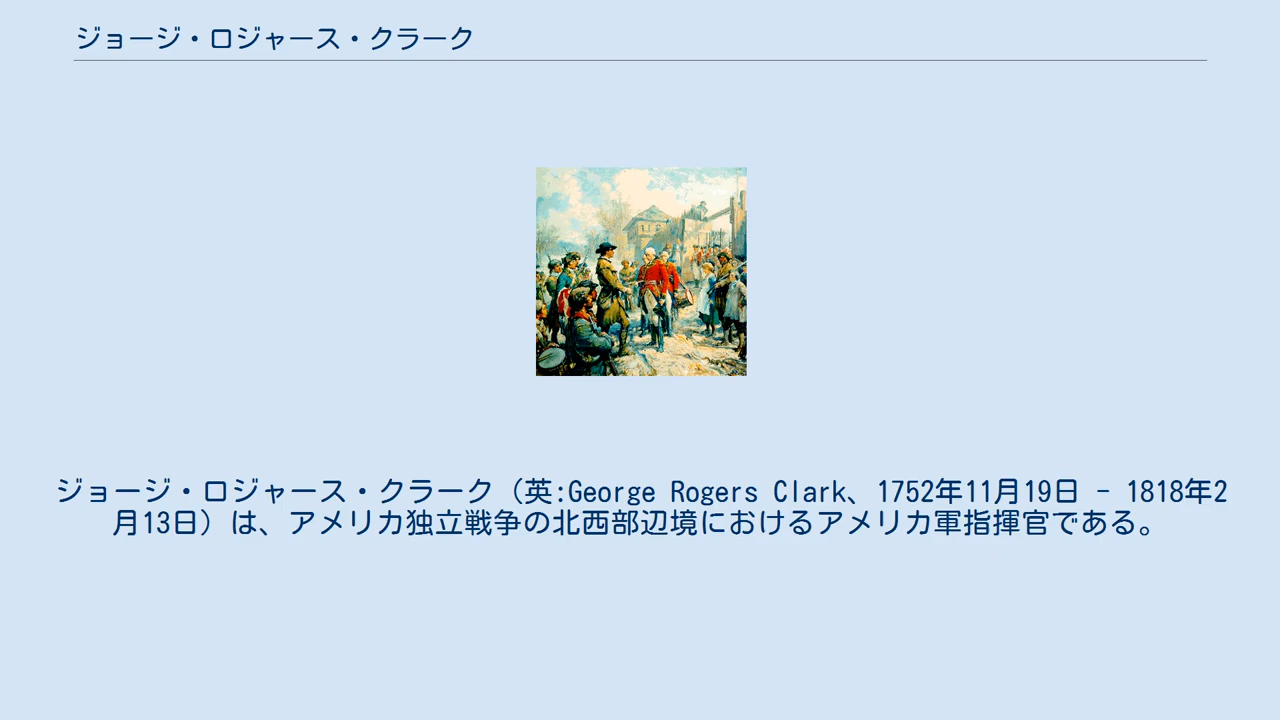 ジョージ・ロジャース・クラーク
ジョージ・ロジャース・クラーク（英:George Rogers Clark、1752年11月19日 - 1818年2
月13日）は、アメリカ独立戦争の北西部辺境におけるアメリカ軍指揮官である。